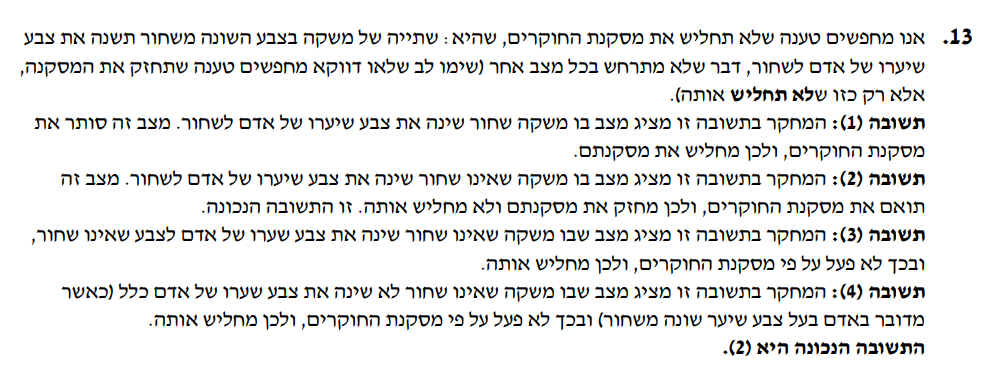 13. אנו מחפשים טענה שלא תחליש את מסקנת החוקרים, שהיא: שתייה של משקה בצבע השונה משחור תשנה את צבע
שיערו של אדם לשחור, דבר שלא מתרחש בכל מצב אחר (שימו לב שלאו דווקא מחפשים טענה שתחזק את המסקנה,
אלא רק כזו שלא תחליש אותה).
תשובה (1): המחקר בתשובה זו מציג מצב בו משקה שחור שינה את צבע שיערו של אדם לשחור. מצב זה סותר את
מסקנת החוקרים, ולכן מחליש את מסקנתם.
תשובה (2): המחקר בתשובה זו מציג מצב בו משקה שאינו שחור שינה את צבע שיערו של אדם לשחור. מצב זה
תואם את מסקנת החוקרים, ולכן מחזק את מסקנתם ולא מחליש אותה. זו התשובה הנכונה.
תשובה (3): המחקר בתשובה זו מציג מצב שבו משקה שאינו שחור שינה את צבע שערו של אדם לצבע שאינו שחור,
ובכך לא פעל על פי מסקנת החוקרים, ולכן מחליש אותה.
תשובה (4): המחקר בתשובה זו מציג מצב שבו משקה שאינו שחור לא שינה את צבע שערו של אדם כלל (כאשר
מדובר באדם בעל צבע שיער שונה משחור) ובכך לא פעל על פי מסקנת החוקרים, ולכן מחליש אותה.
התשובה הנכונה היא (2).